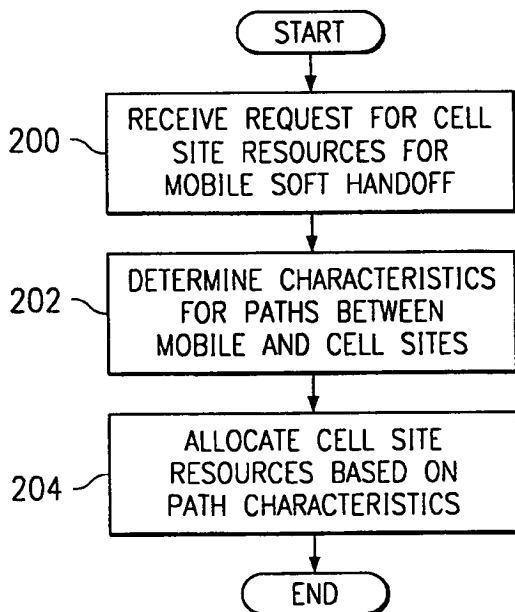 START
200
RECEIVE REQUEST FOR CELL
SITE RESOURCES FOR
MOBILE SOFT HANDOFF
202
DETERMINE CHARACTERISTICS
FOR PATHS BETWEEN
MOBILE AND CELL SITES
204
ALLOCATE CELL SITE
RESOURCES BASED ON
PATH CHARACTERISTICS
END